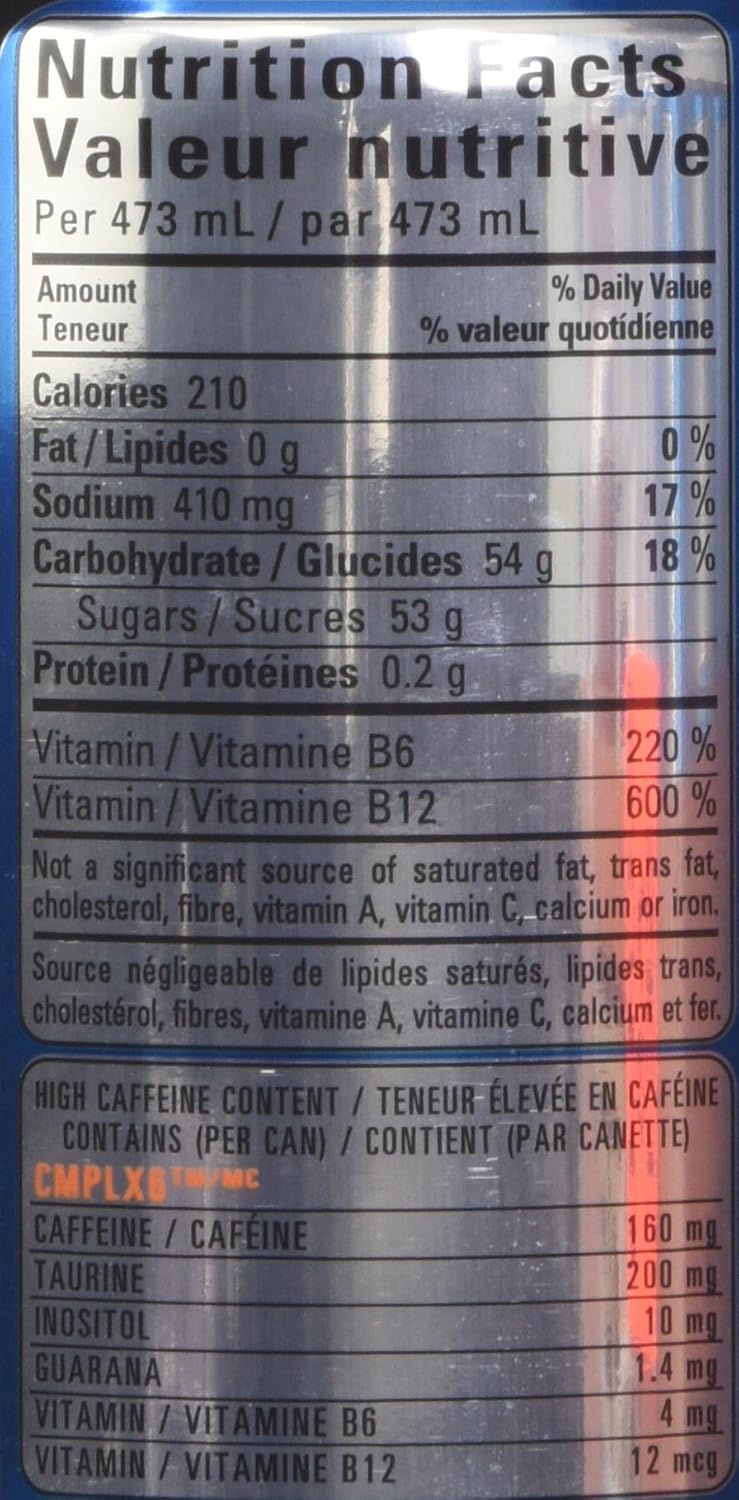 Nutrition Facts
Valeur nutritive
Per 473 mL / par 473 mL
Amount % Daily Value
Teneur % valeur quotidienne
Calories 210
Fat / Lipides 0 g 0 %
Sodium 410 mg 17 %
Carbohydrate / Glucides 54 g 18 %
Sugars / Sucres 53 g
Protein / Protéines 0.2 g
Vitamin / Vitamine B6 220 %
Vitamin / Vitamine B12 600 %
Not a significant source of saturated fat, trans fat,
cholesterol, fibre, vitamin A, vitamin C, calcium or iron.
Source négligeable de lipides saturés, lipides trans,
cholestérol, fibres, vitamine A, vitamine C, calcium et fer.
HIGH CAFFEINE CONTENT / TENEUR ÉLEVÉE EN CAFÉINE
CONTAINS (PER CAN) / CONTIENT (PAR CANETTE)
CMPLX6™/MC
CAFFEINE / CAFÉINE 160 mg
TAURINE 200 mg
INOSITOL 10 mg
GUARANA 1.4 mg
VITAMIN / VITAMINE B6 4 mg
VITAMIN / VITAMINE B12 12 mcg